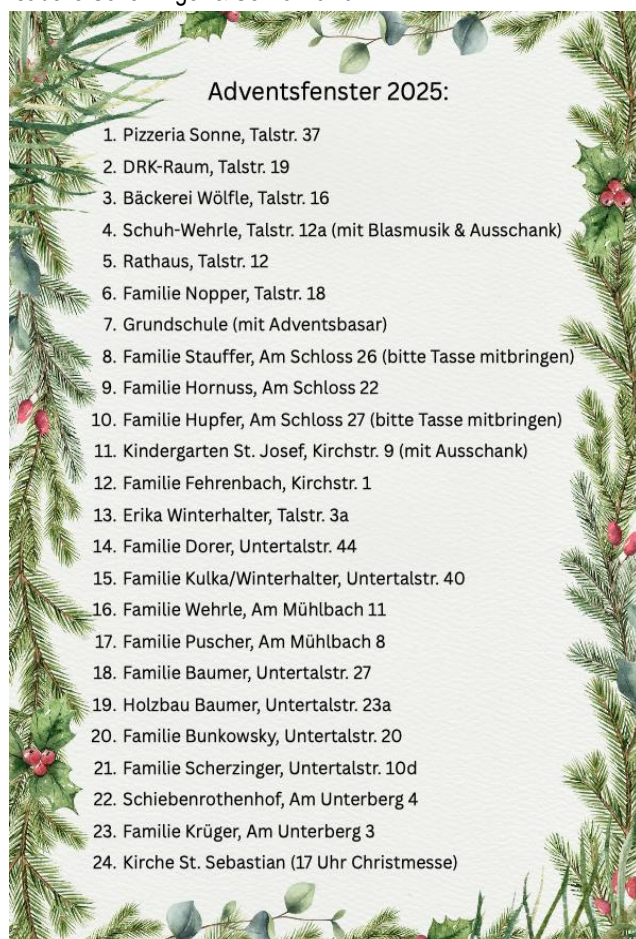 Adventsfenster 2025:
1. Pizzeria Sonne, Talstr. 37
2. DRK-Raum, Talstr. 19
3. Bäckerei Wölfle, Talstr. 16
4. Schuh-Wehrle, Talstr. 12a (mit Blasmusik & Ausschank)
5. Rathaus, Talstr. 12
6. Familie Nopper, Talstr. 18
7. Grundschule (mit Adventsbasar)
8. Familie Stauffer, Am Schloss 26 (bitte Tasse mitbringen)
9. Familie Hornuss, Am Schloss 22
10. Familie Hupfer, Am Schloss 27 (bitte Tasse mitbringen)
11. Kindergarten St. Josef, Kirchstr. 9 (mit Ausschank)
12. Familie Fehrenbach, Kirchstr. 1
13. Erika Winterhalter, Talstr. 3a
14. Familie Dorer, Untertalstr. 44
15. Familie Kulka/Winterhalter, Untertalstr. 40
16. Familie Wehrle, Am Mühlbach 11
17. Familie Puscher, Am Mühlbach 8
18. Familie Baumer, Untertalstr. 27
19. Holzbau Baumer, Untertalstr. 23a
20. Familie Bunkowsky, Untertalstr. 20
21. Familie Scherzinger, Untertalstr. 10d
22. Schiebenrothenhof, Am Unterberg 4
23. Familie Krüger, Am Unterberg 3
24. Kirche St. Sebastian (17 Uhr Christmesse)